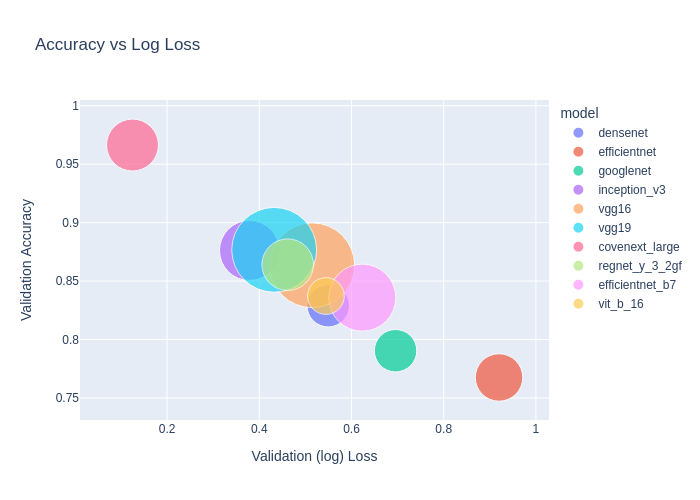 Accuracy vs Log Loss
1
0.95
0.9
0.85
0.8
0.75
Validation Accuracy
0.2
0.4
0.6
0.8
1
Validation (log) Loss
model
densenet
efficientnet
googlenet
inception_v3
vgg16
vgg19
covenext_large
regnet_y_3_2gf
efficientnet_b7
vit_b_16